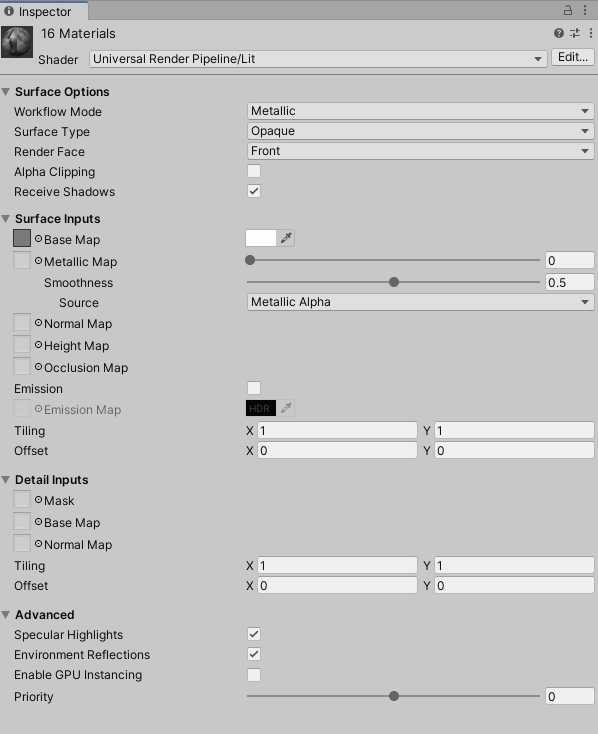 Inspector
16 Materials
Shader Universal Render Pipeline/Lit Edit...
Surface Options
Workflow Mode Metallic
Surface Type Opaque
Render Face Front
Alpha Clipping
Receive Shadows
Surface Inputs
Base Map
Metallic Map 0
Smoothness 0.5
Source Metallic Alpha
Normal Map
Height Map
Occlusion Map
Emission
Emission Map HDR
Tiling X 1 Y 1
Offset X 0 Y 0
Detail Inputs
Mask
Base Map
Normal Map
Tiling X 1 Y 1
Offset X 0 Y 0
Advanced
Specular Highlights
Environment Reflections
Enable GPU Instancing
Priority 0